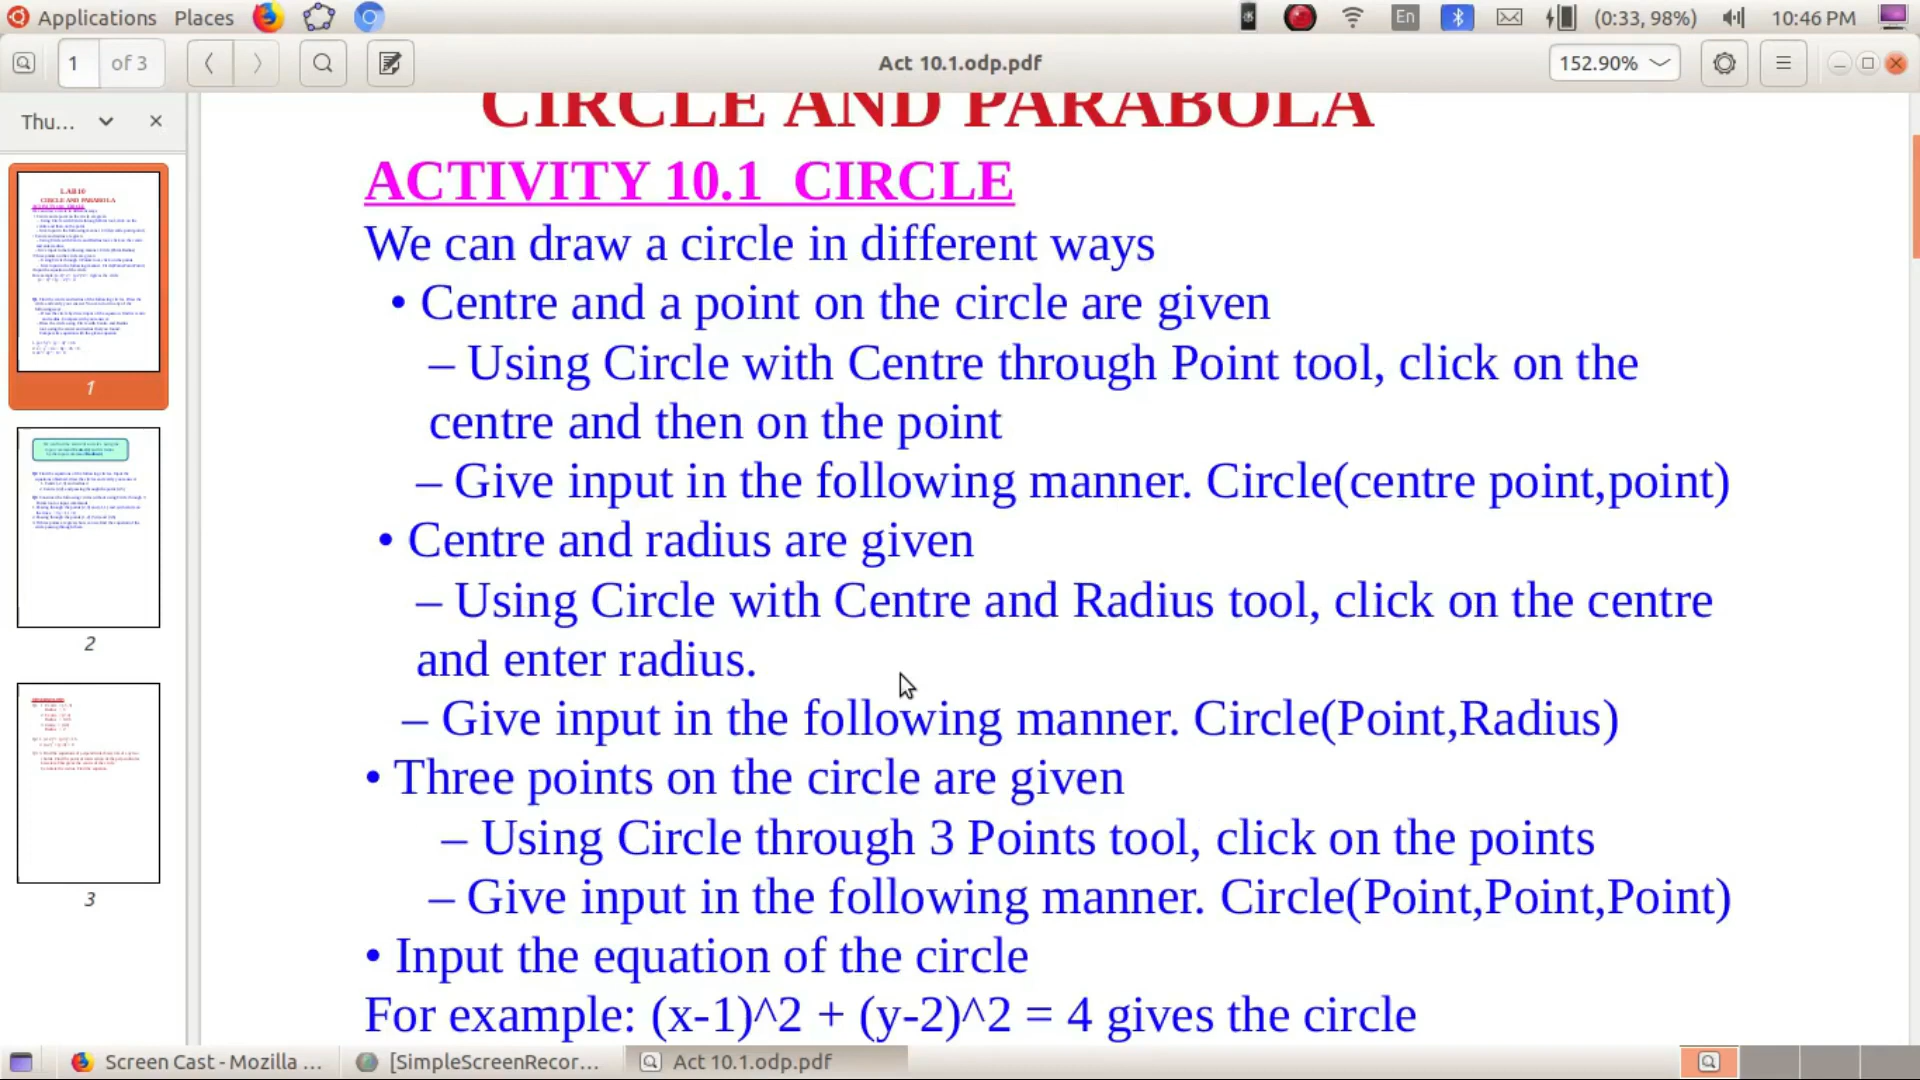 Applications Places En (0:33, 98%) 10:46 PM
1 of 3 Act 10.1.odp.pdf 152.90%
Thu...
CIRCLE AND PARABOLA
ACTIVITY 10.1 CIRCLE
We can draw a circle in different ways
• Centre and a point on the circle are given
– Using Circle with Centre through Point tool, click on the
centre and then on the point
– Give input in the following manner. Circle(centre point,point)
• Centre and radius are given
– Using Circle with Centre and Radius tool, click on the centre
and enter radius.
– Give input in the following manner. Circle(Point,Radius)
• Three points on the circle are given
– Using Circle through 3 Points tool, click on the points
– Give input in the following manner. Circle(Point,Point,Point)
• Input the equation of the circle
For example: (x-1)^2 + (y-2)^2 = 4 gives the circle
LAB 10
CIRCLE AND PARABOLA
1
2
3
Screen Cast - Mozilla ... [SimpleScreenRecor... Act 10.1.odp.pdf